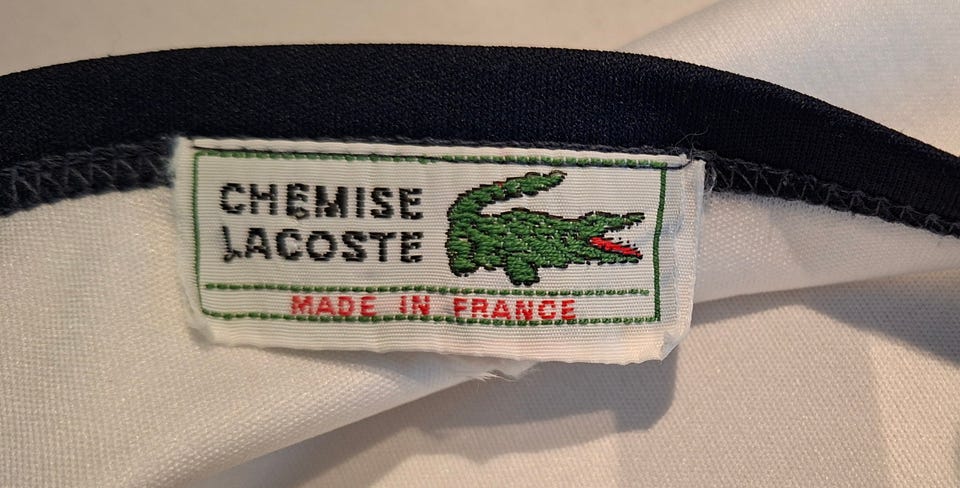 CHEMISE
LACOSTE
MADE IN FRANCE